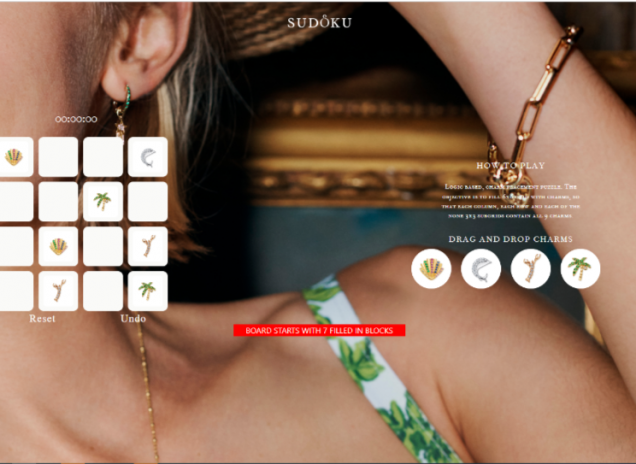 SUDOKU
00:00:00
HOW TO PLAY
LOGIC BASED, CHARM PLACEMENT PUZZLE. THE
OBJECTIVE IS TO FILL WITH CHARMS, SO
THAT EACH COLUMN, EACH ROW AND EACH OF THE
NINE 3X3 SUBGRIDS CONTAIN ALL 9 CHARMS
DRAG AND DROP CHARMS
Reset Undo
BOARD STARTS WITH 7 FILLED IN BLOCKS